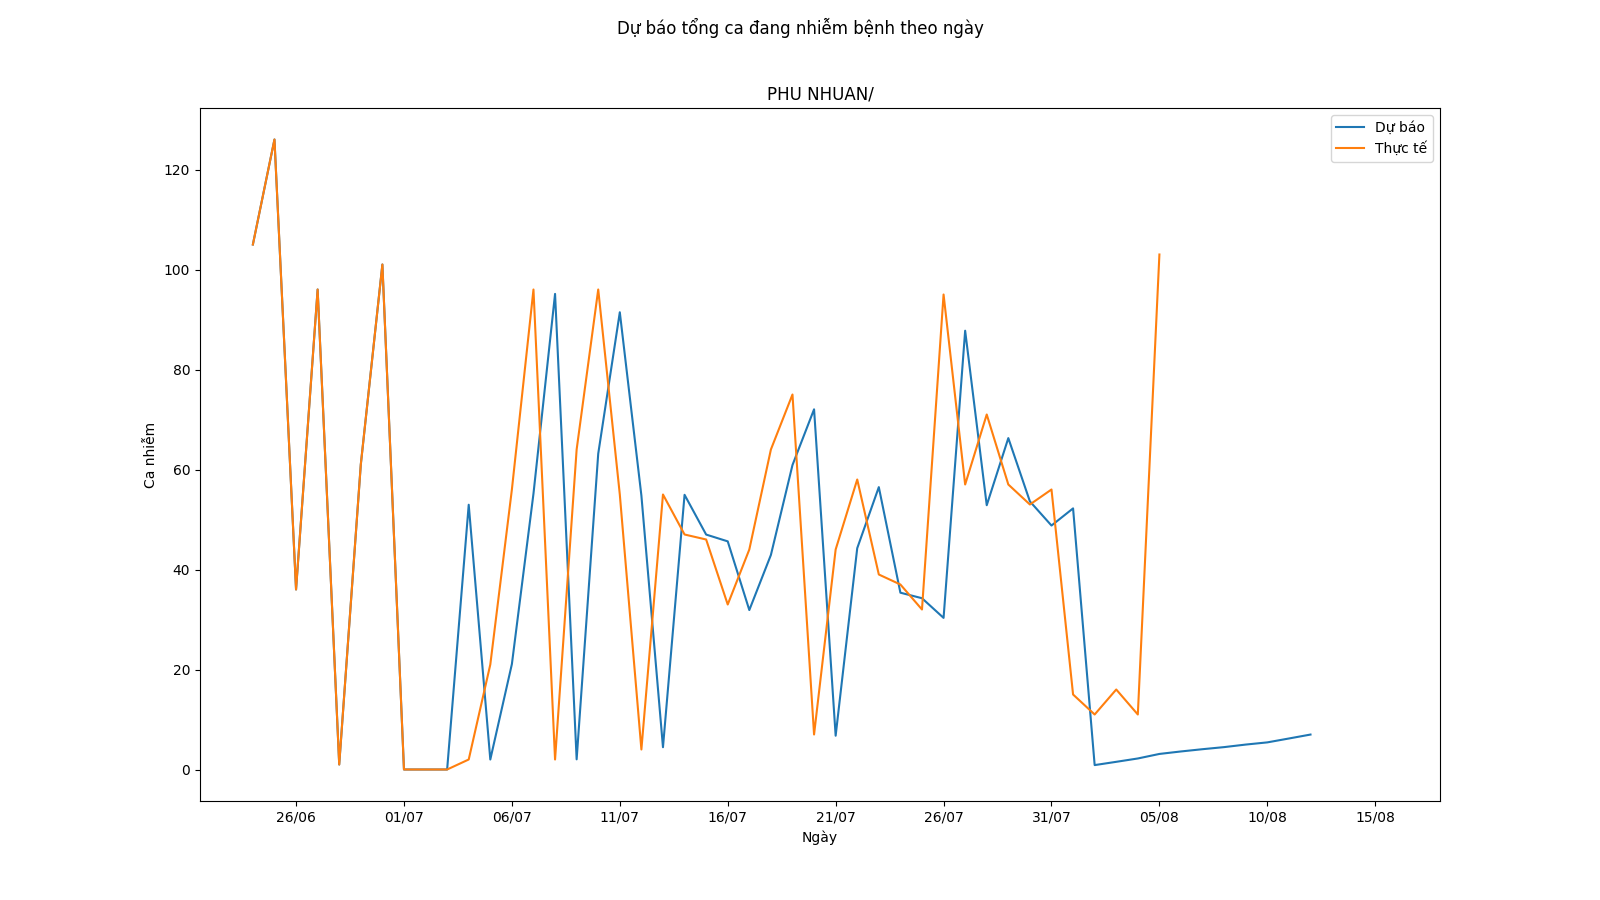 Dự báo tổng ca đang nhiễm bệnh theo ngày
PHU NHUAN/
Dự báo
Thực tế
120
100
80
60
40
20
0
Ca nhiễm
26/06 01/07 06/07 11/07 16/07 21/07 26/07 31/07 05/08 10/08 15/08
Ngày